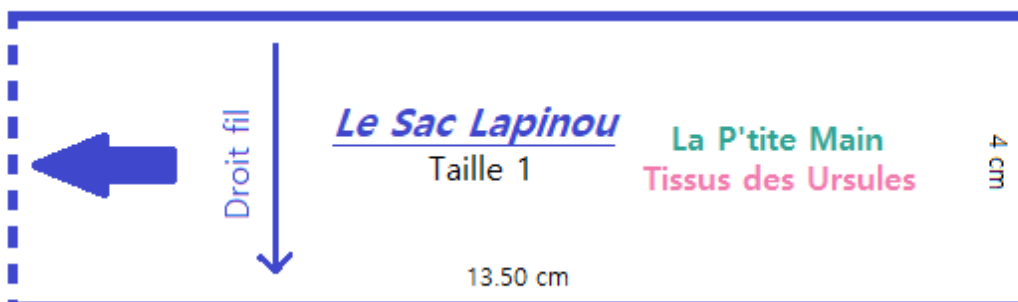 Droit fil
Le Sac Lapinou
Taille 1
La P'tite Main
Tissus des Ursules
4 cm
13.50 cm